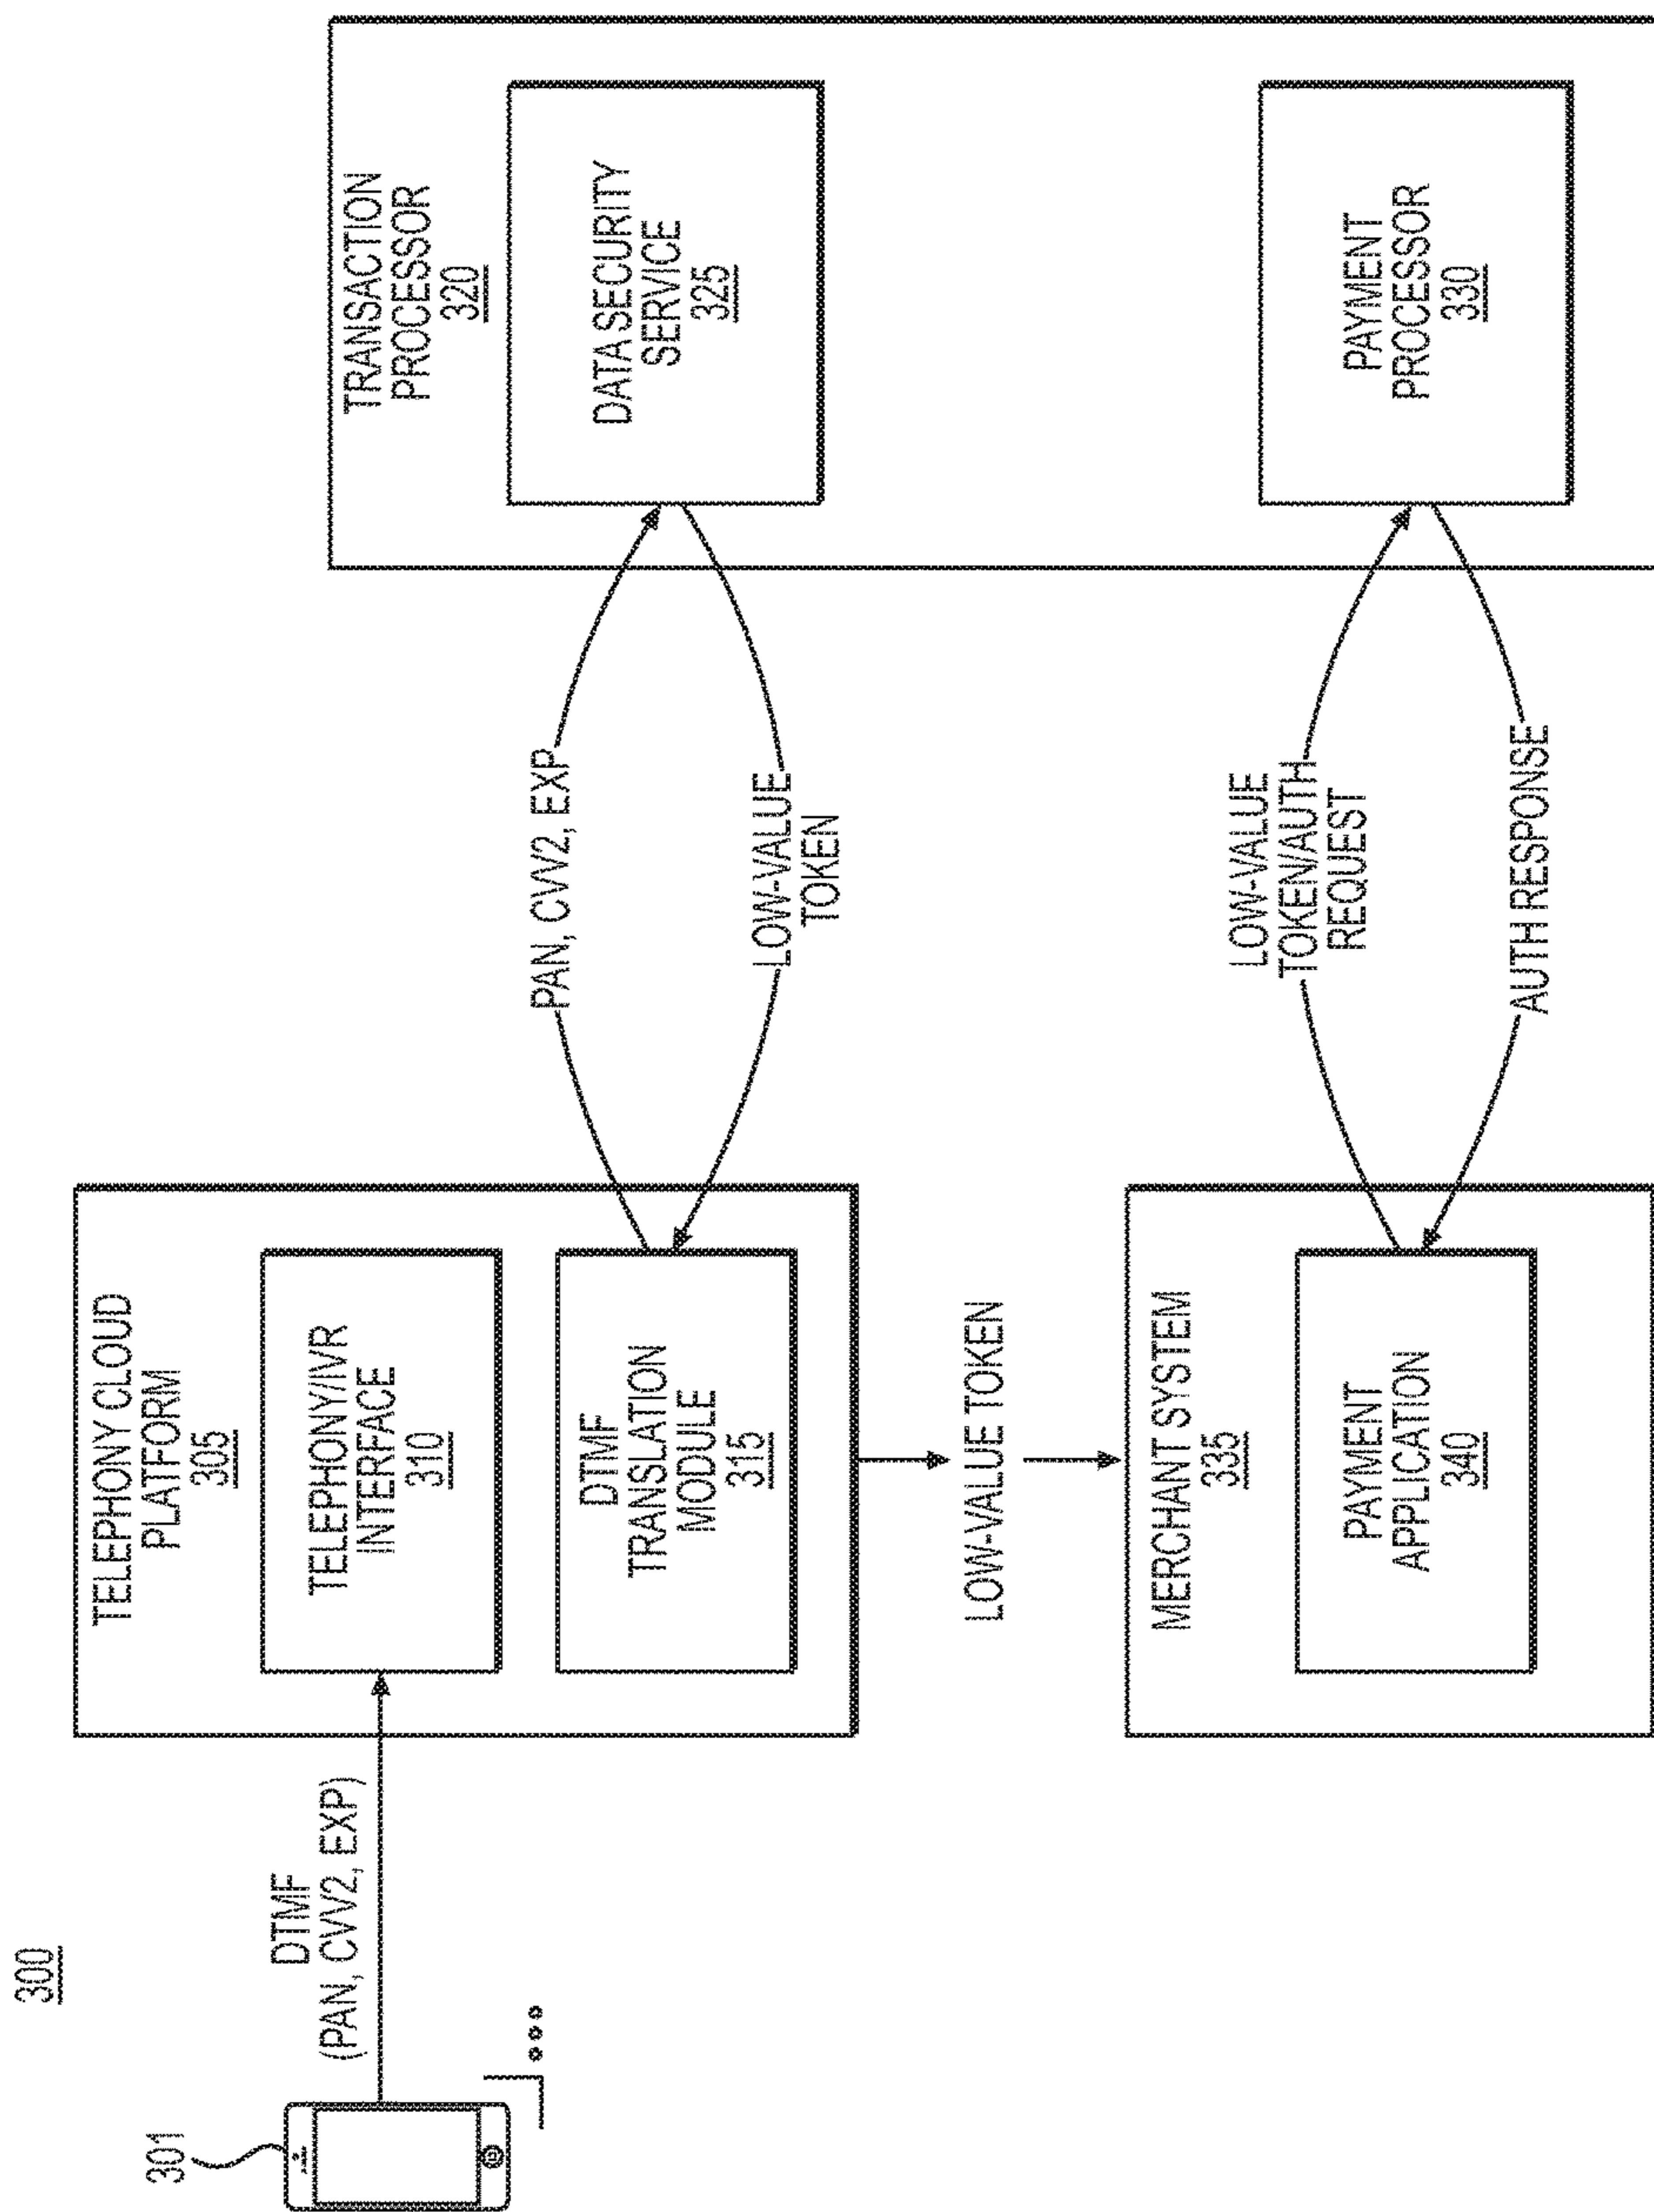 300
301
DTMF
(PAN, CVV2, EXP)
TELEPHONY CLOUD
PLATFORM
305
TELEPHONY/IVR
INTERFACE
310
DTMF
TRANSLATION
MODULE
315
PAN, CVV2, EXP
LOW-VALUE
TOKEN
TRANSACTION
PROCESSOR
320
DATA SECURITY
SERVICE
325
LOW-VALUE TOKEN
MERCHANT SYSTEM
335
PAYMENT
APPLICATION
340
LOW-VALUE
TOKEN/AUTH
REQUEST
AUTH RESPONSE
PAYMENT
PROCESSOR
330